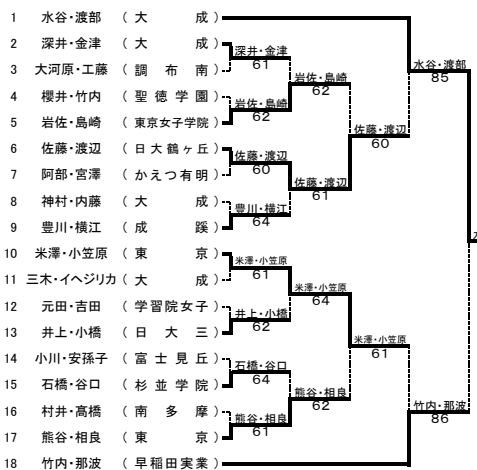 1 水谷・渡部 （ 大 成 ）
2 深井・金津 （ 大 成 ）
3 大河原・工藤 （ 調 布 南 ）
4 櫻井・竹内 （ 聖 徳 学 園 ）
5 岩佐・島崎 （ 東京女子学院 ）
6 佐藤・渡辺 （ 日 大 鶴 ヶ 丘 ）
7 阿部・宮澤 （ かえつ有明 ）
8 神村・内藤 （ 大 成 ）
9 豊川・横江 （ 成 蹊 ）
10 米澤・小笠原 （ 東 京 ）
11 三木・イヘジリカ （ 大 成 ）
12 元田・吉田 （ 学習院女子 ）
13 井上・小橋 （ 日 大 三 ）
14 小川・安孫子 （ 富 士 見 丘 ）
15 石橋・谷口 （ 杉 並 学 院 ）
16 村井・髙橋 （ 南 多 摩 ）
17 熊谷・相良 （ 東 京 ）
18 竹内・那波 （ 早稲田実業 ）
深井・金津
61
岩佐・島崎
62
佐藤・渡辺
60
豊川・横江
64
米澤・小笠原
61
井上・小橋
62
石橋・谷口
64
熊谷・相良
61
岩佐・島崎
62
佐藤・渡辺
61
米澤・小笠原
64
熊谷・相良
62
佐藤・渡辺
60
米澤・小笠原
61
水谷・渡部
85
竹内・那波
86